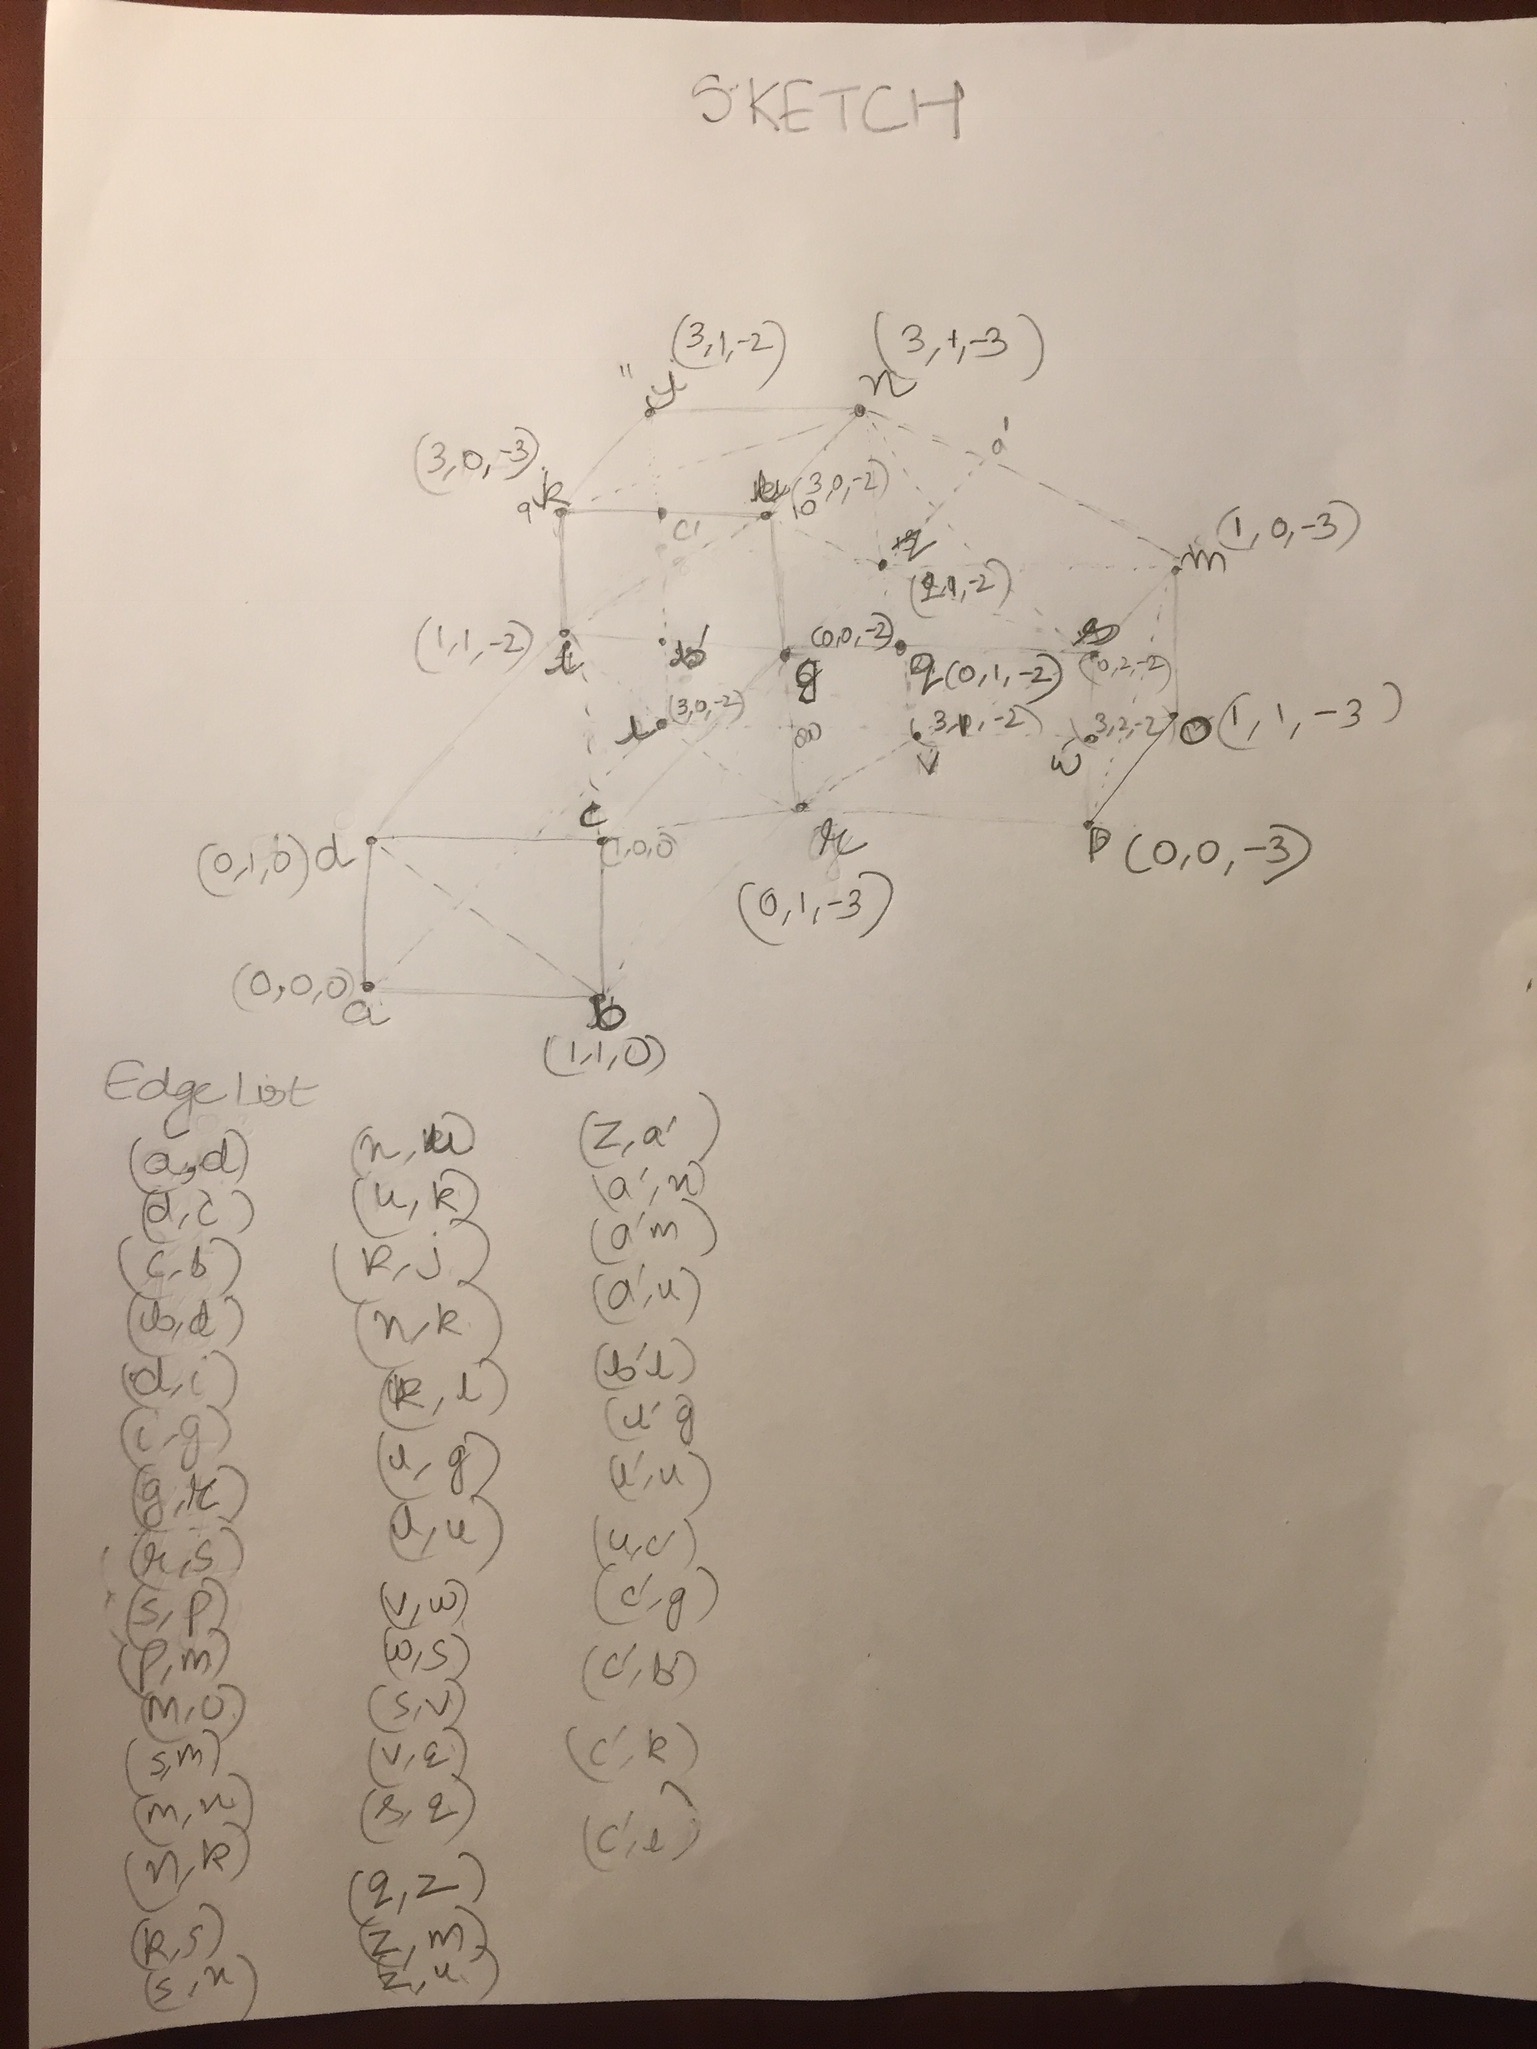 SKETCH
(3,1,-2)
(3,+,-3)
y
n
a'
(3,0,-3)
k
(3,0,-2)
c'
(1,0,-3)
m
z
(2,1,-2)
(1,1,-2)
b'
g
(0,0,-2)
q (0,1,-2)
s
(0,2,-2)
(3,0,-2)
(3,1,-2)
v
w
(3,2,-2)
O (1,1,-3)
c
(1,0,0)
(0,1,0) d
r
(0,1,-3)
p (0,0,-3)
(0,0,0)
a
b
(1,1,0)
Edge List
(a,d)
(d,c)
(c,b)
(b,d)
(d,i)
(i,g)
(g,r)
(r,s)
(s,p)
(p,m)
(m,o)
(s,m)
(m,n)
(n,k)
(k,s)
(s,n)
(n,u)
(u,k)
(k,j)
(n,k)
(k,l)
(u,g)
(v,w)
(w,s)
(s,v)
(v,q)
(s,q)
(q,z)
(z,m)
(z,u)
(z,a')
(a',n)
(a'm)
(a',u)
(b'l)
(c',g)
(c',b)
(c',k)
(c',l)